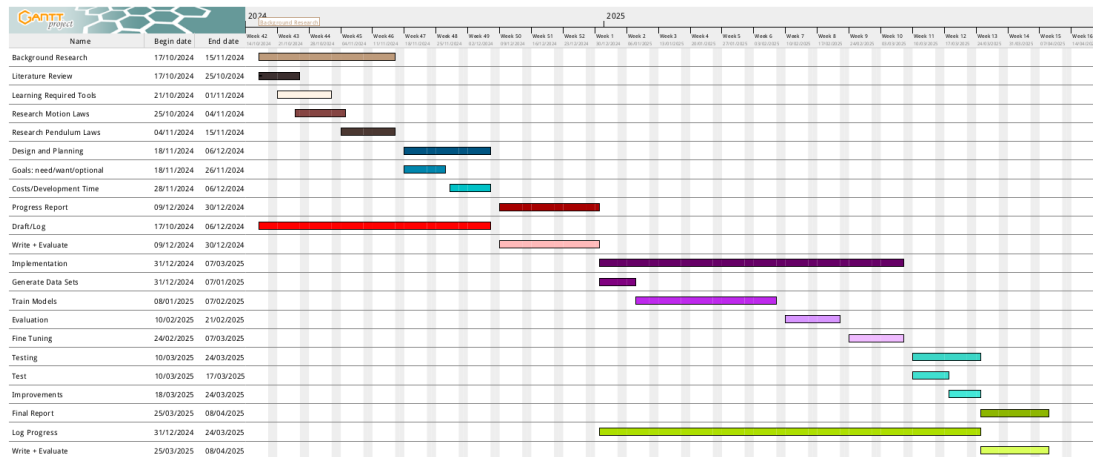 GANTT
project
2024
2025
Background Research
Name Begin date End date
Week 42 Week 43 Week 44 Week 45 Week 46 Week 47 Week 48 Week 49 Week 50 Week 51 Week 52 Week 1 Week 2 Week 3 Week 4 Week 5 Week 6 Week 7 Week 8 Week 9 Week 10 Week 11 Week 12 Week 13 Week 14 Week 15 Week 16
Background Research 17/10/2024 15/11/2024
Literature Review 17/10/2024 25/10/2024
Learning Required Tools 21/10/2024 01/11/2024
Research Motion Laws 25/10/2024 04/11/2024
Research Pendulum Laws 04/11/2024 15/11/2024
Design and Planning 18/11/2024 06/12/2024
Goals: need/want/optional 18/11/2024 26/11/2024
Costs/Development Time 28/11/2024 06/12/2024
Progress Report 09/12/2024 30/12/2024
Draft/Log 17/10/2024 06/12/2024
Write + Evaluate 09/12/2024 30/12/2024
Implementation 31/12/2024 07/03/2025
Generate Data Sets 31/12/2024 07/01/2025
Train Models 08/01/2025 07/02/2025
Evaluation 10/02/2025 21/02/2025
Fine Tuning 24/02/2025 07/03/2025
Testing 10/03/2025 24/03/2025
Test 10/03/2025 17/03/2025
Improvements 18/03/2025 24/03/2025
Final Report 25/03/2025 08/04/2025
Log Progress 31/12/2024 24/03/2025
Write + Evaluate 25/03/2025 08/04/2025